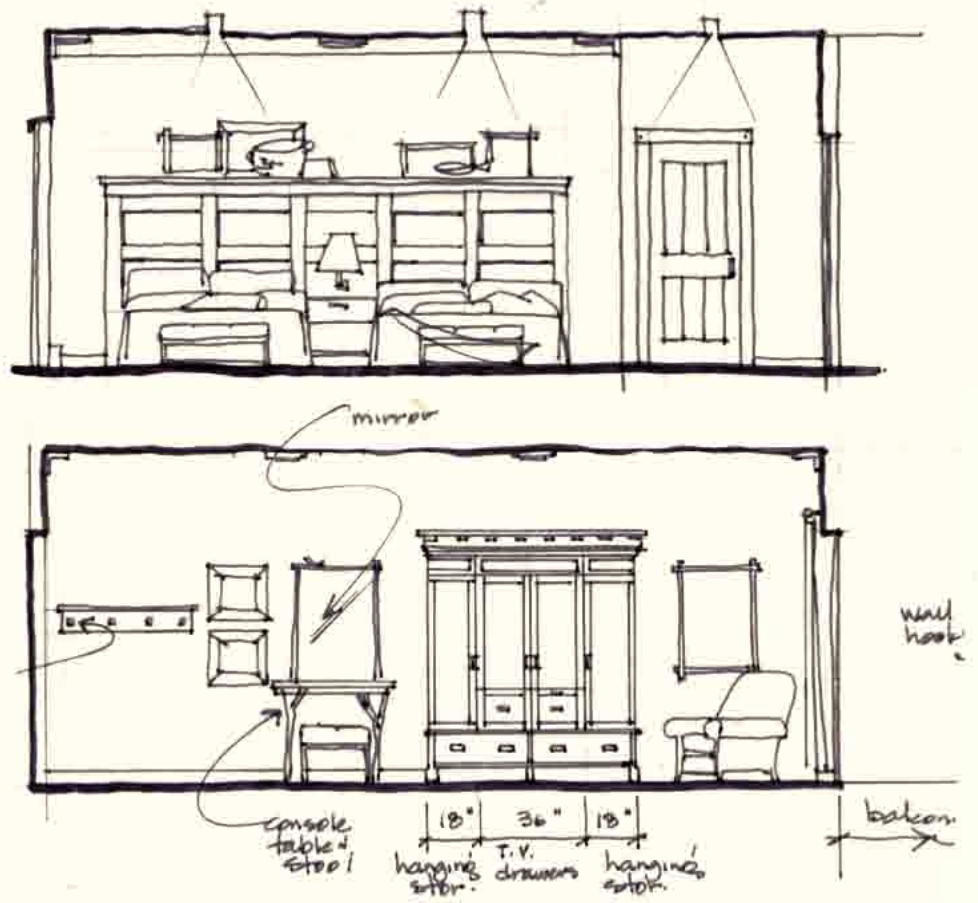 mirror
wall
hook
console
table &
stool
18" 36" 18"
hanging
stor.
T.V.
drawers
hanging
stor.
balcon